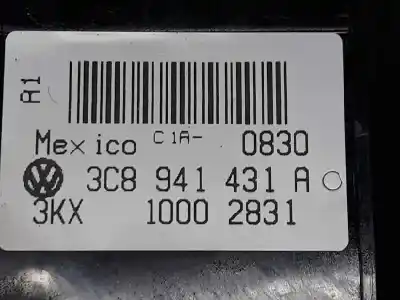 A1
Mexico C1A- 0830
3C8 941 431 A
3KX 1000 2831